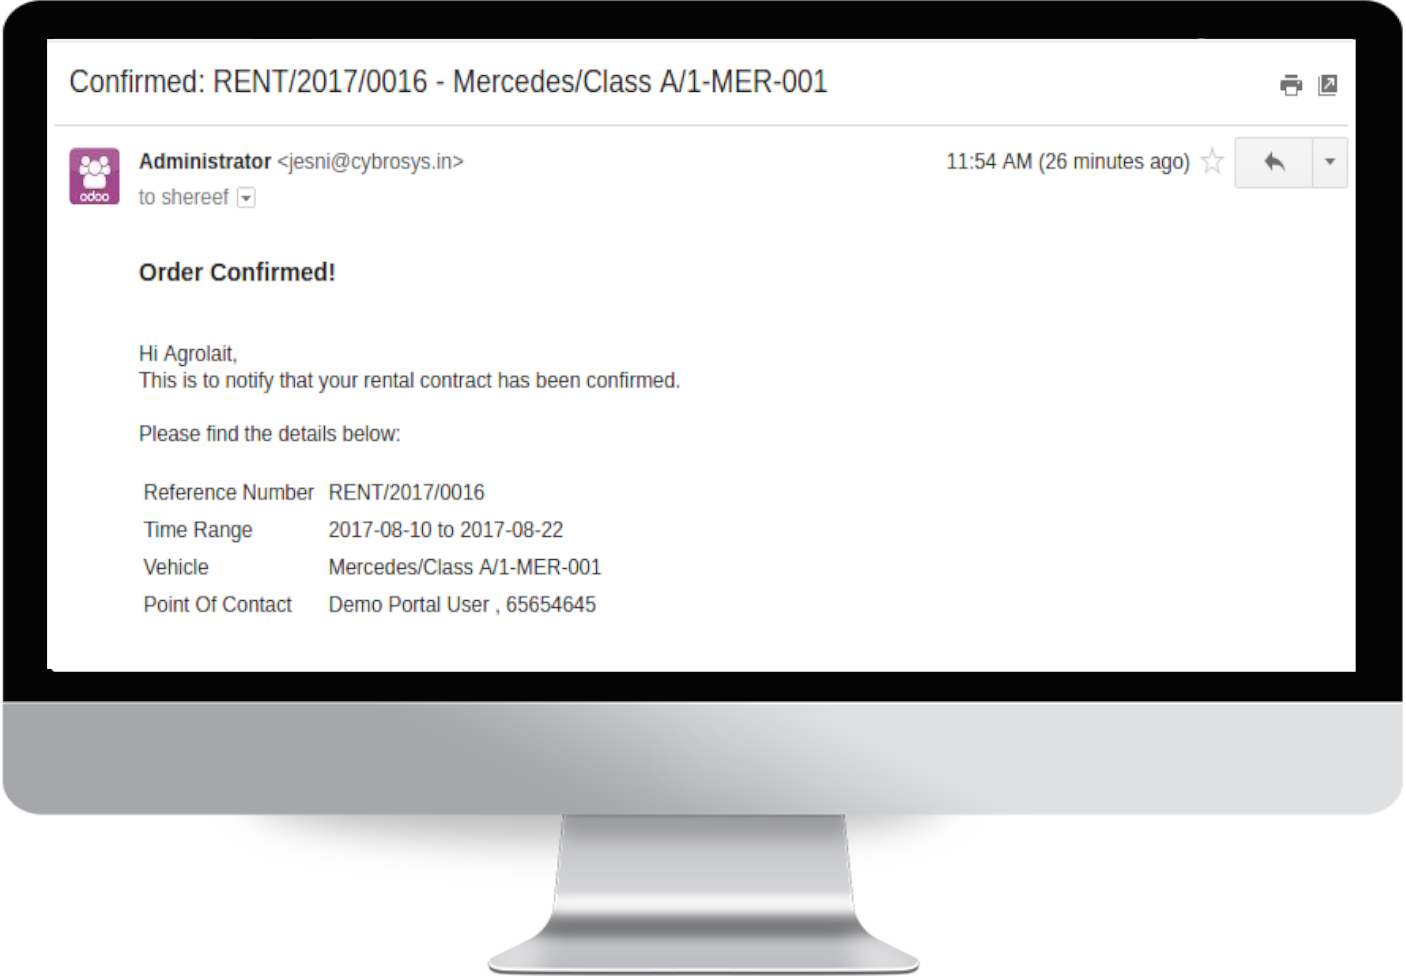 Confirmed: RENT/2017/0016 - Mercedes/Class A/1-MER-001
Administrator <jesni@cybrosys.in> 11:54 AM (26 minutes ago)
odoo
to shereef
Order Confirmed!
Hi Agrolait,
This is to notify that your rental contract has been confirmed.
Please find the details below:
Reference Number RENT/2017/0016
Time Range 2017-08-10 to 2017-08-22
Vehicle Mercedes/Class A/1-MER-001
Point Of Contact Demo Portal User , 65654645